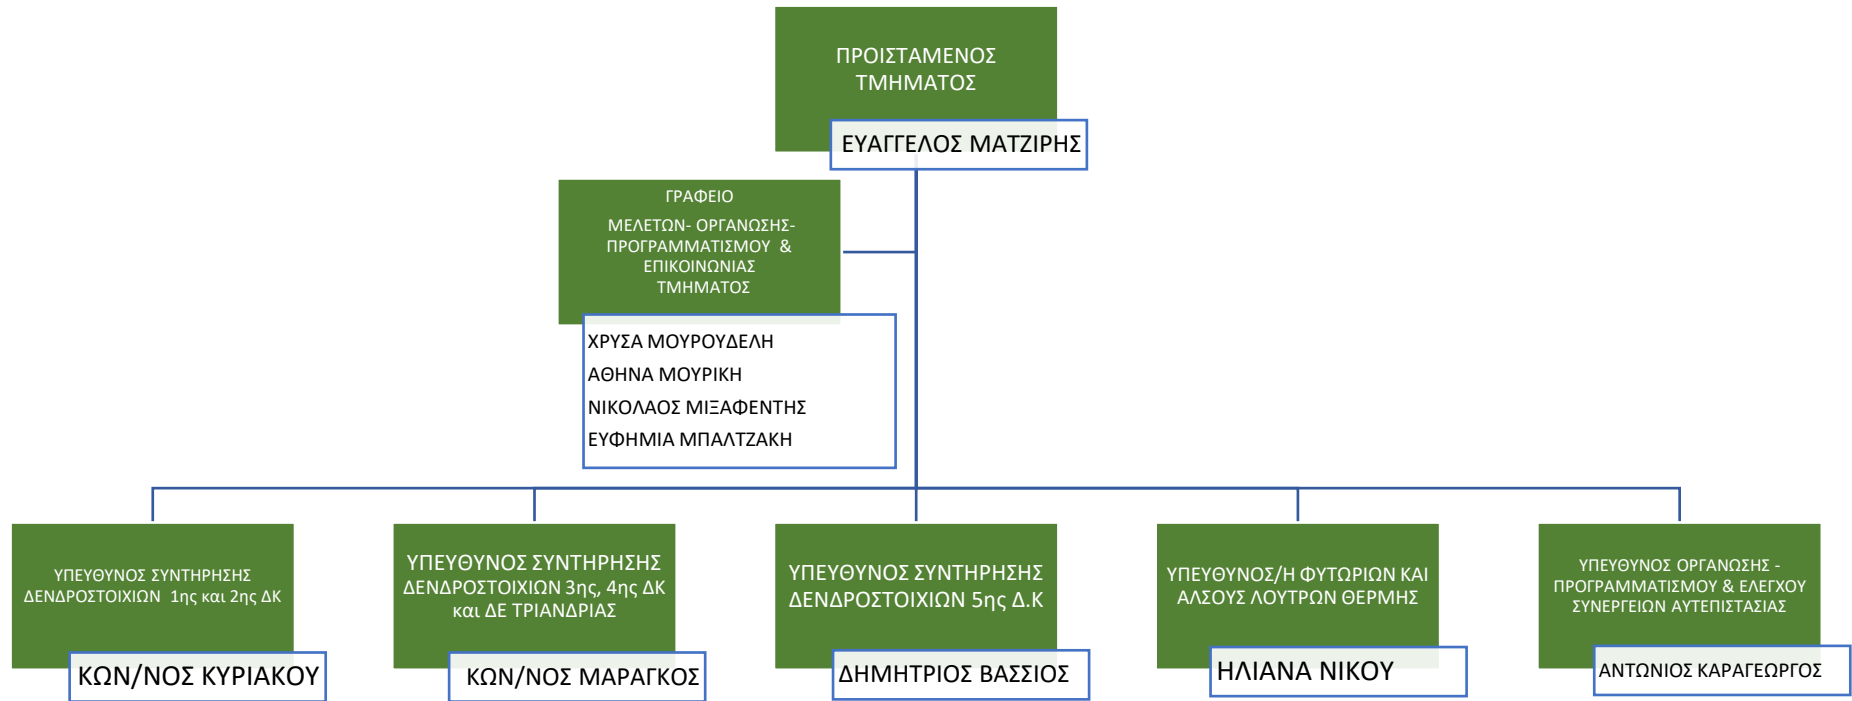 ΠΡΟΙΣΤΑΜΕΝΟΣ
ΤΜΗΜΑΤΟΣ
ΕΥΑΓΓΕΛΟΣ ΜΑΤΖΙΡΗΣ
ΓΡΑΦΕΙΟ
ΜΕΛΕΤΩΝ- ΟΡΓΑΝΩΣΗΣ-
ΠΡΟΓΡΑΜΜΑΤΙΣΜΟΥ &
ΕΠΙΚΟΙΝΩΝΙΑΣ
ΤΜΗΜΑΤΟΣ
ΧΡΥΣΑ ΜΟΥΡΟΥΔΕΛΗ
ΑΘΗΝΑ ΜΟΥΡΙΚΗ
ΝΙΚΟΛΑΟΣ ΜΙΞΑΦΕΝΤΗΣ
ΕΥΦΗΜΙΑ ΜΠΑΛΤΖΑΚΗ
ΥΠΕΥΘΥΝΟΣ ΣΥΝΤΗΡΗΣΗΣ
ΔΕΝΔΡΟΣΤΟΙΧΙΩΝ 1ης και 2ης ΔΚ
ΚΩΝ/ΝΟΣ ΚΥΡΙΑΚΟΥ
ΥΠΕΥΘΥΝΟΣ ΣΥΝΤΗΡΗΣΗΣ
ΔΕΝΔΡΟΣΤΟΙΧΙΩΝ 3ης, 4ης ΔΚ
και ΔΕ ΤΡΙΑΝΔΡΙΑΣ
ΚΩΝ/ΝΟΣ ΜΑΡΑΓΚΟΣ
ΥΠΕΥΘΥΝΟΣ ΣΥΝΤΗΡΗΣΗΣ
ΔΕΝΔΡΟΣΤΟΙΧΙΩΝ 5ης Δ.Κ
ΔΗΜΗΤΡΙΟΣ ΒΑΣΣΙΟΣ
ΥΠΕΥΘΥΝΟΣ/Η ΦΥΤΩΡΙΩΝ ΚΑΙ
ΑΛΣΟΥΣ ΛΟΥΤΡΩΝ ΘΕΡΜΗΣ
ΗΛΙΑΝΑ ΝΙΚΟΥ
ΥΠΕΥΘΥΝΟΣ ΟΡΓΑΝΩΣΗΣ -
ΠΡΟΓΡΑΜΜΑΤΙΣΜΟΥ & ΕΛΕΓΧΟΥ
ΣΥΝΕΡΓΕΙΩΝ ΑΥΤΕΠΙΣΤΑΣΙΑΣ
ΑΝΤΩΝΙΟΣ ΚΑΡΑΓΕΩΡΓΟΣ